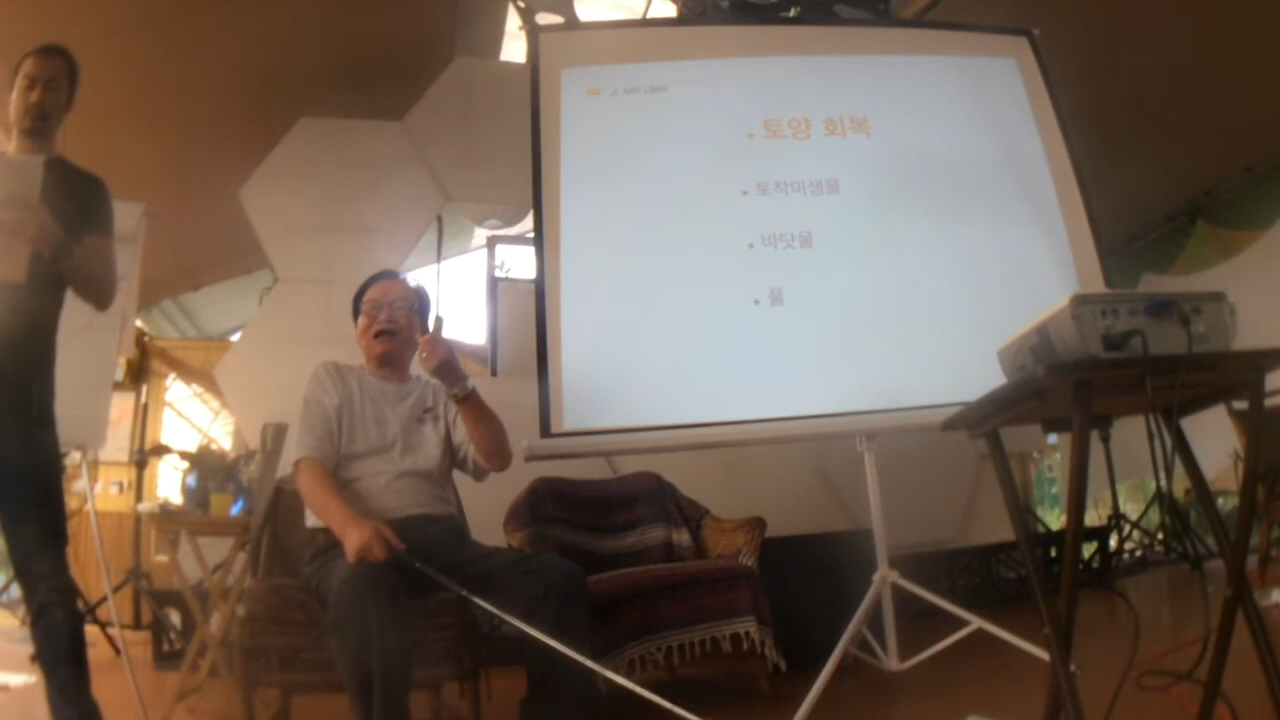 • 토양 회복
• 토착미생물
• 바닷물
• 풀